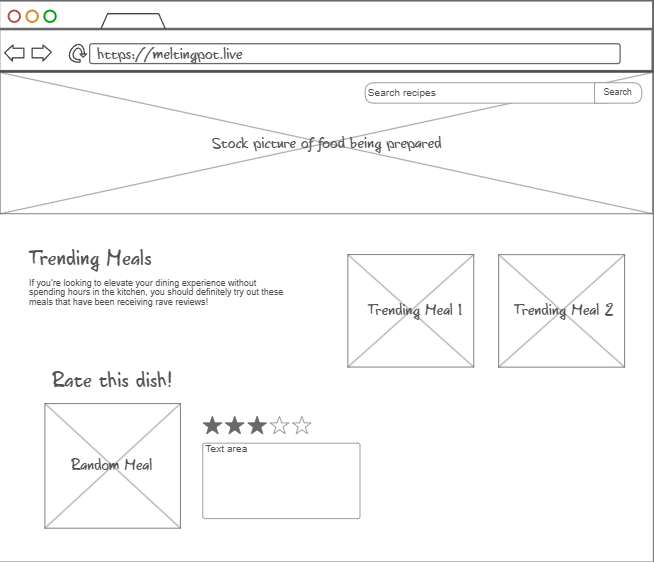 https://meltingpot.live
Search recipes
Search
Stock picture of food being prepared
Trending Meals
If you're looking to elevate your dining experience without
spending hours in the kitchen, you should definitely try out these
meals that have been receiving rave reviews!
Trending Meal 1
Trending Meal 2
Rate this dish!
Random Meal
Text area